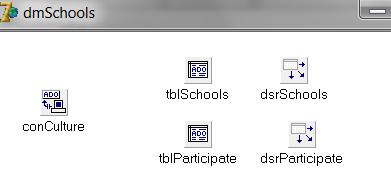 dmSchools
ADO
tblSchools
dsrSchools
ADO
conCulture
ADO
tblParticipate
dsrParticipate